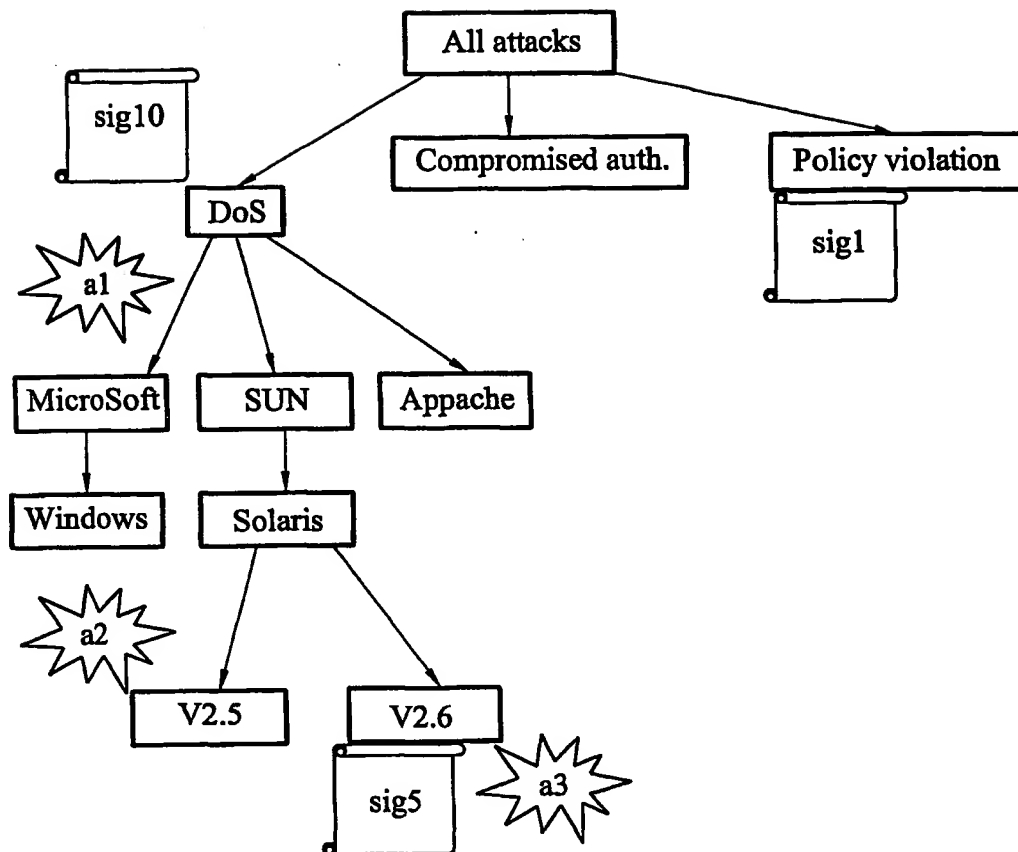 All attacks
sig10
Compromised auth.
Policy violation
DoS
sig1
a1
MicroSoft
SUN
Appache
Windows
Solaris
a2
V2.5
V2.6
sig5
a3